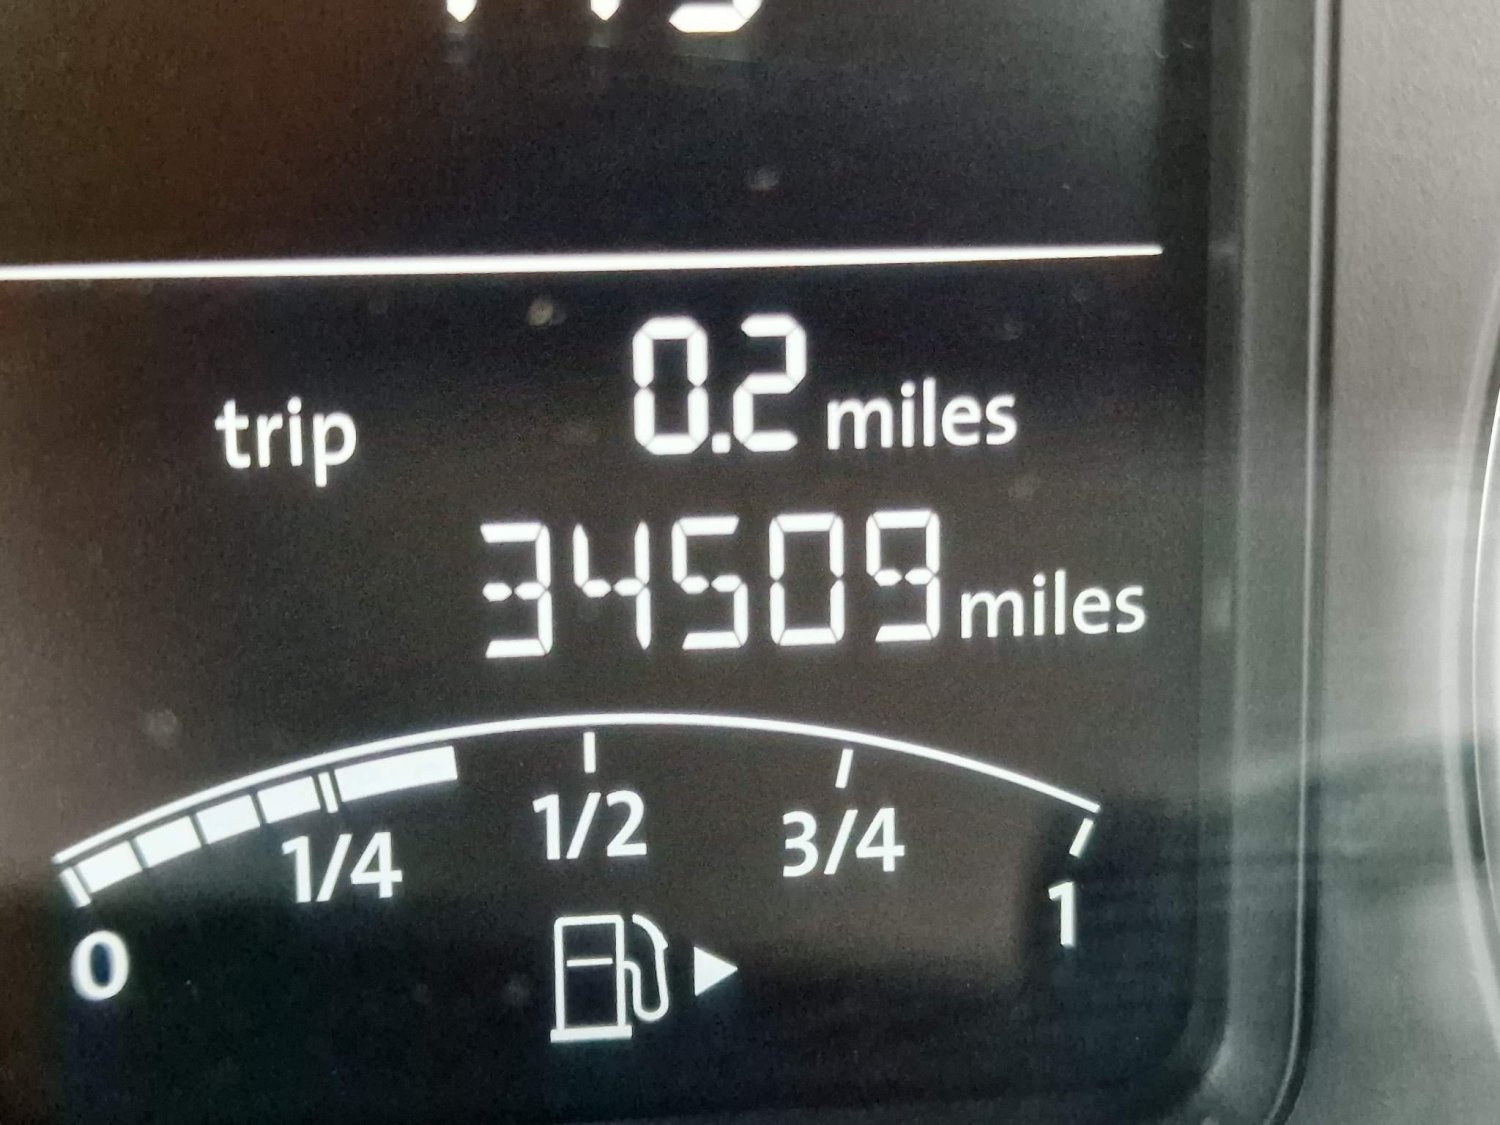 trip 0.2 miles
34509 miles
0 1/4 1/2 3/4 1